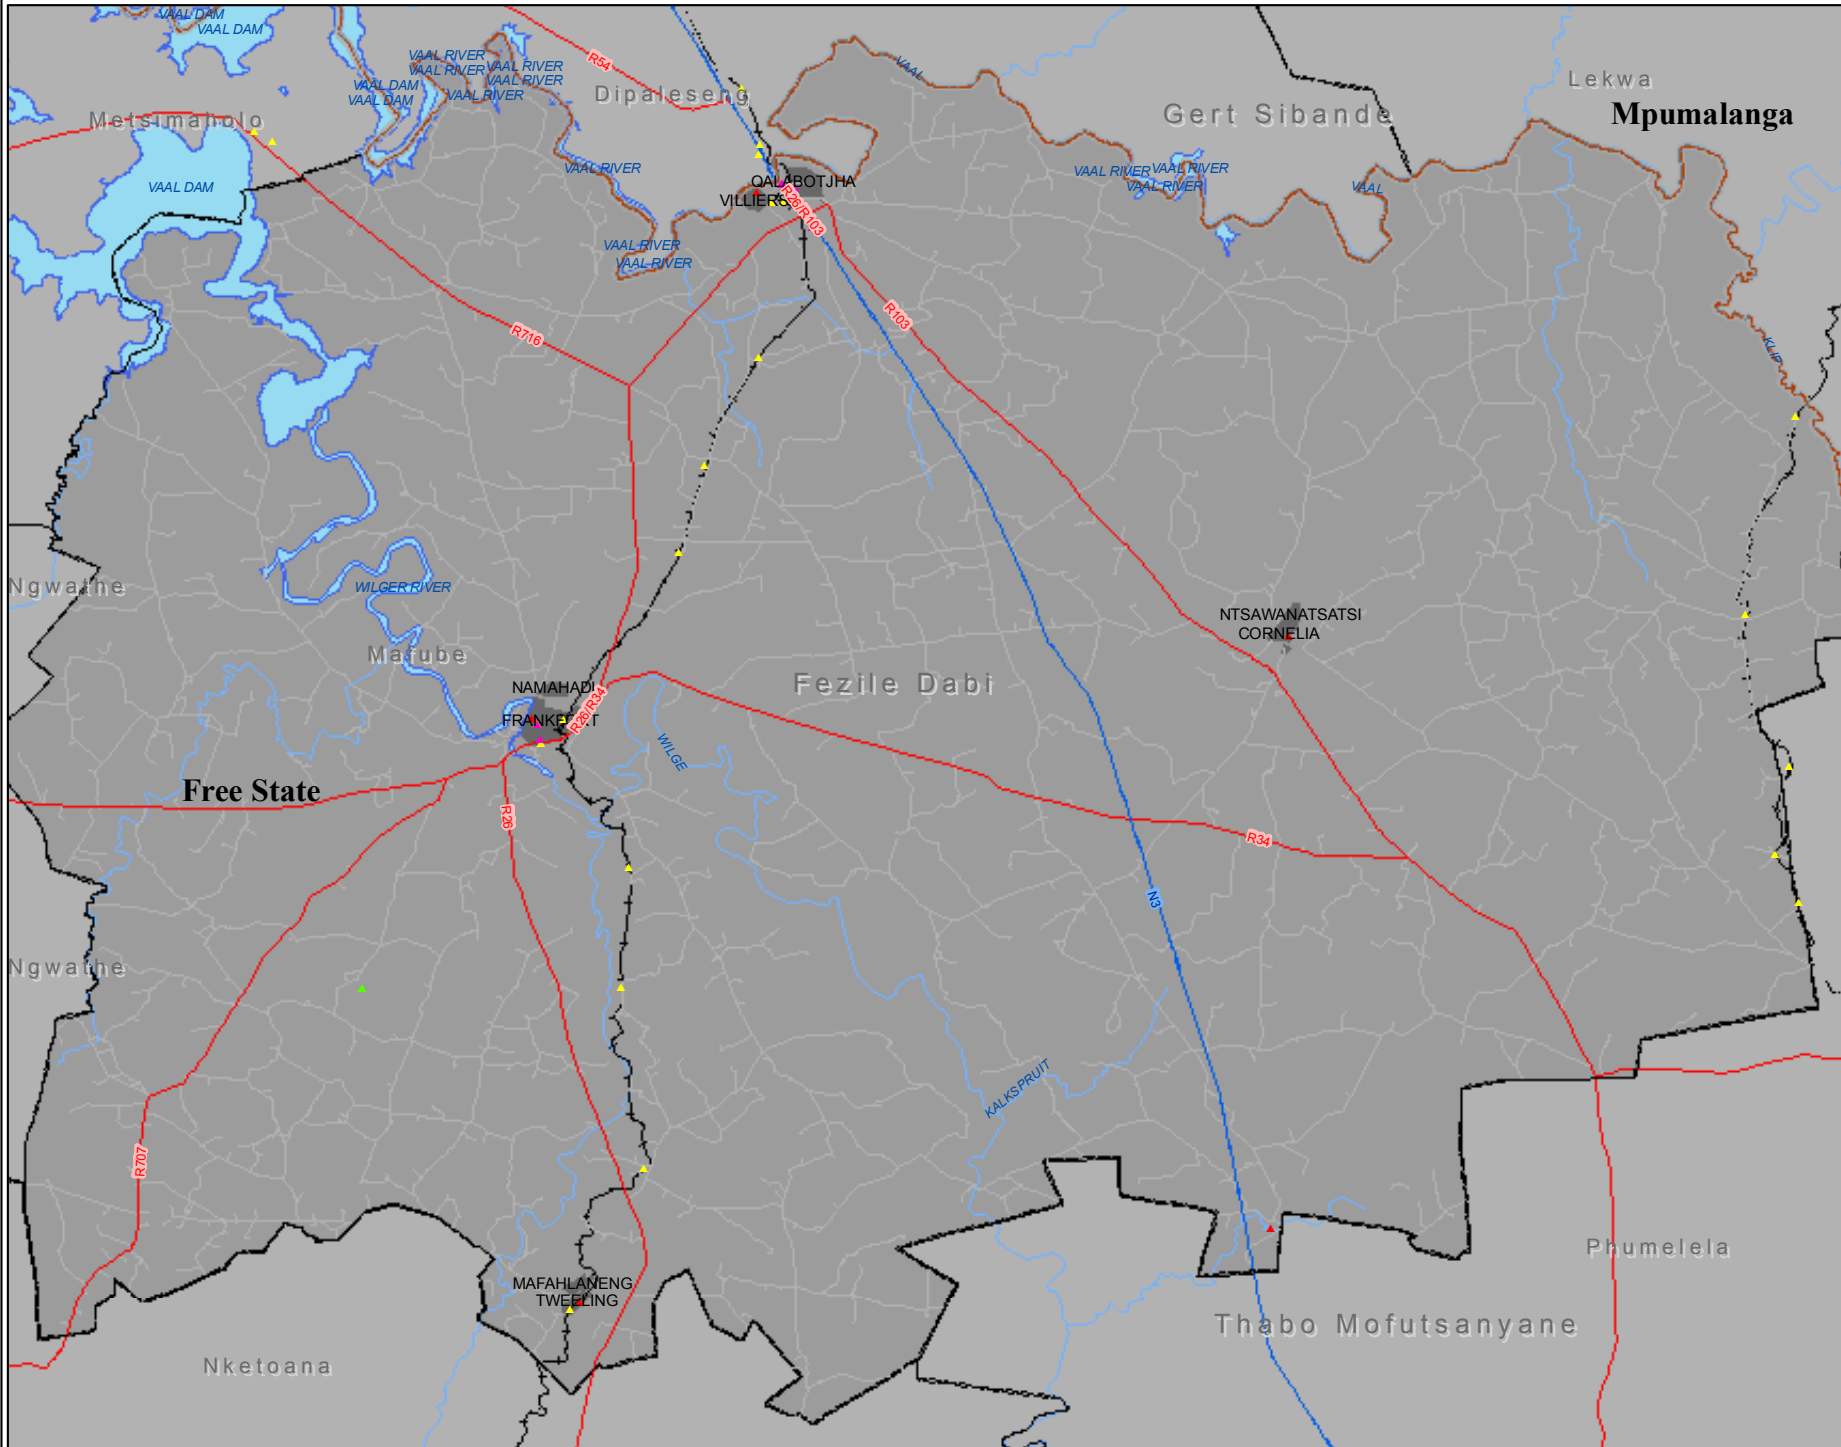 VAAL DAM
VAAL DAM
VAAL RIVER
VAAL RIVER
VAAL RIVER
VAAL RIVER
VAAL RIVER
VAAL DAM
VAAL DAM
R54
VAAL
Dipaleseng
Metsimaholo
Gert Sibande
Lekwa
Mpumalanga
VAAL RIVER
VAAL RIVER
VAAL RIVER
VAAL RIVER
VAAL
VAAL DAM
QALABOTJHA
VILLIERS
R26/R103
VAAL RIVER
VAAL RIVER
R103
R716
KLIP
Ngwathe
WILGER RIVER
NTSAWANATSATSI
CORNELIA
Mafube
Fezile Dabi
NAMAHADI
FRANKFORT
R26/R34
WILGE
Free State
R26
R34
N3
Ngwathe
KALKSPRUIT
R707
Phumelela
MAFAHLANENG
TWEELING
Thabo Mofutsanyane
Nketoana